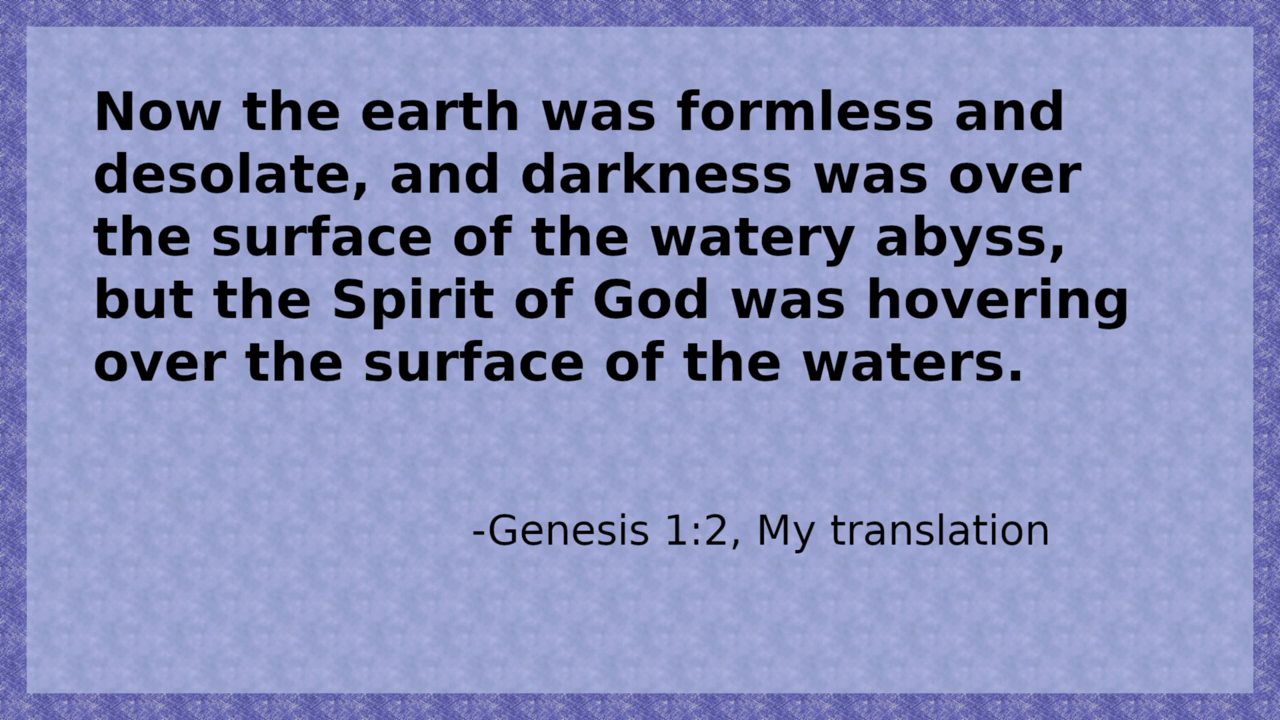 Now the earth was formless and
desolate, and darkness was over
the surface of the watery abyss,
but the Spirit of God was hovering
over the surface of the waters.
-Genesis 1:2, My translation